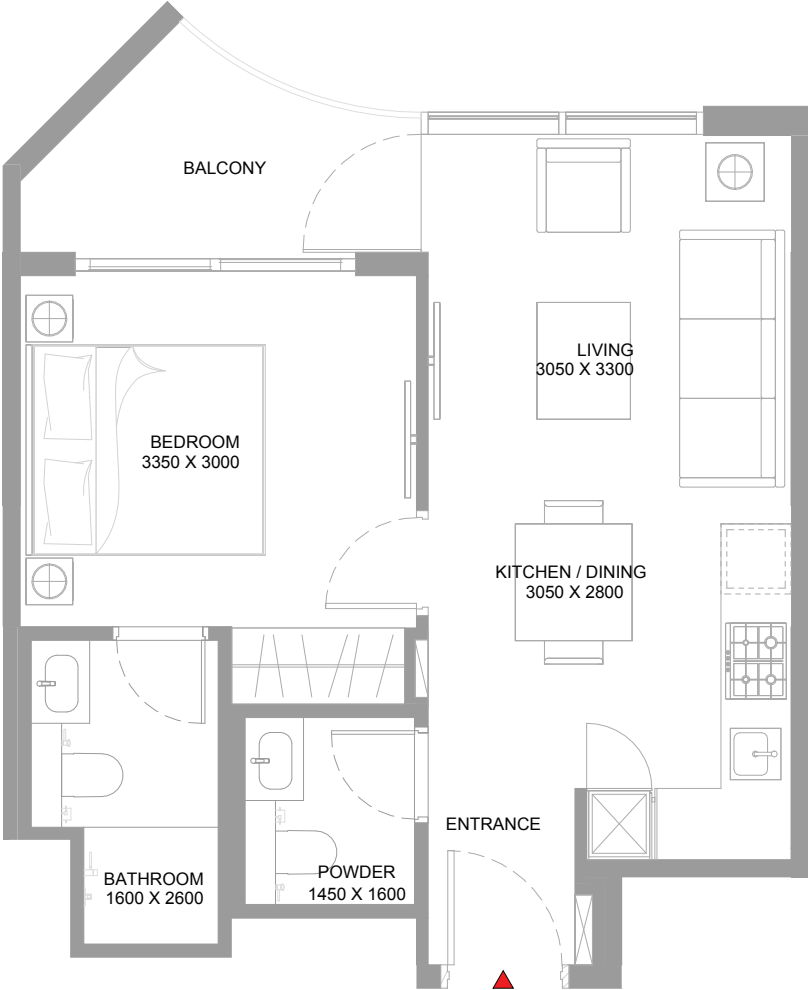 BALCONY
LIVING
3050 X 3300
BEDROOM
3350 X 3000
KITCHEN / DINING
3050 X 2800
ENTRANCE
BATHROOM
1600 X 2600
POWDER
1450 X 1600